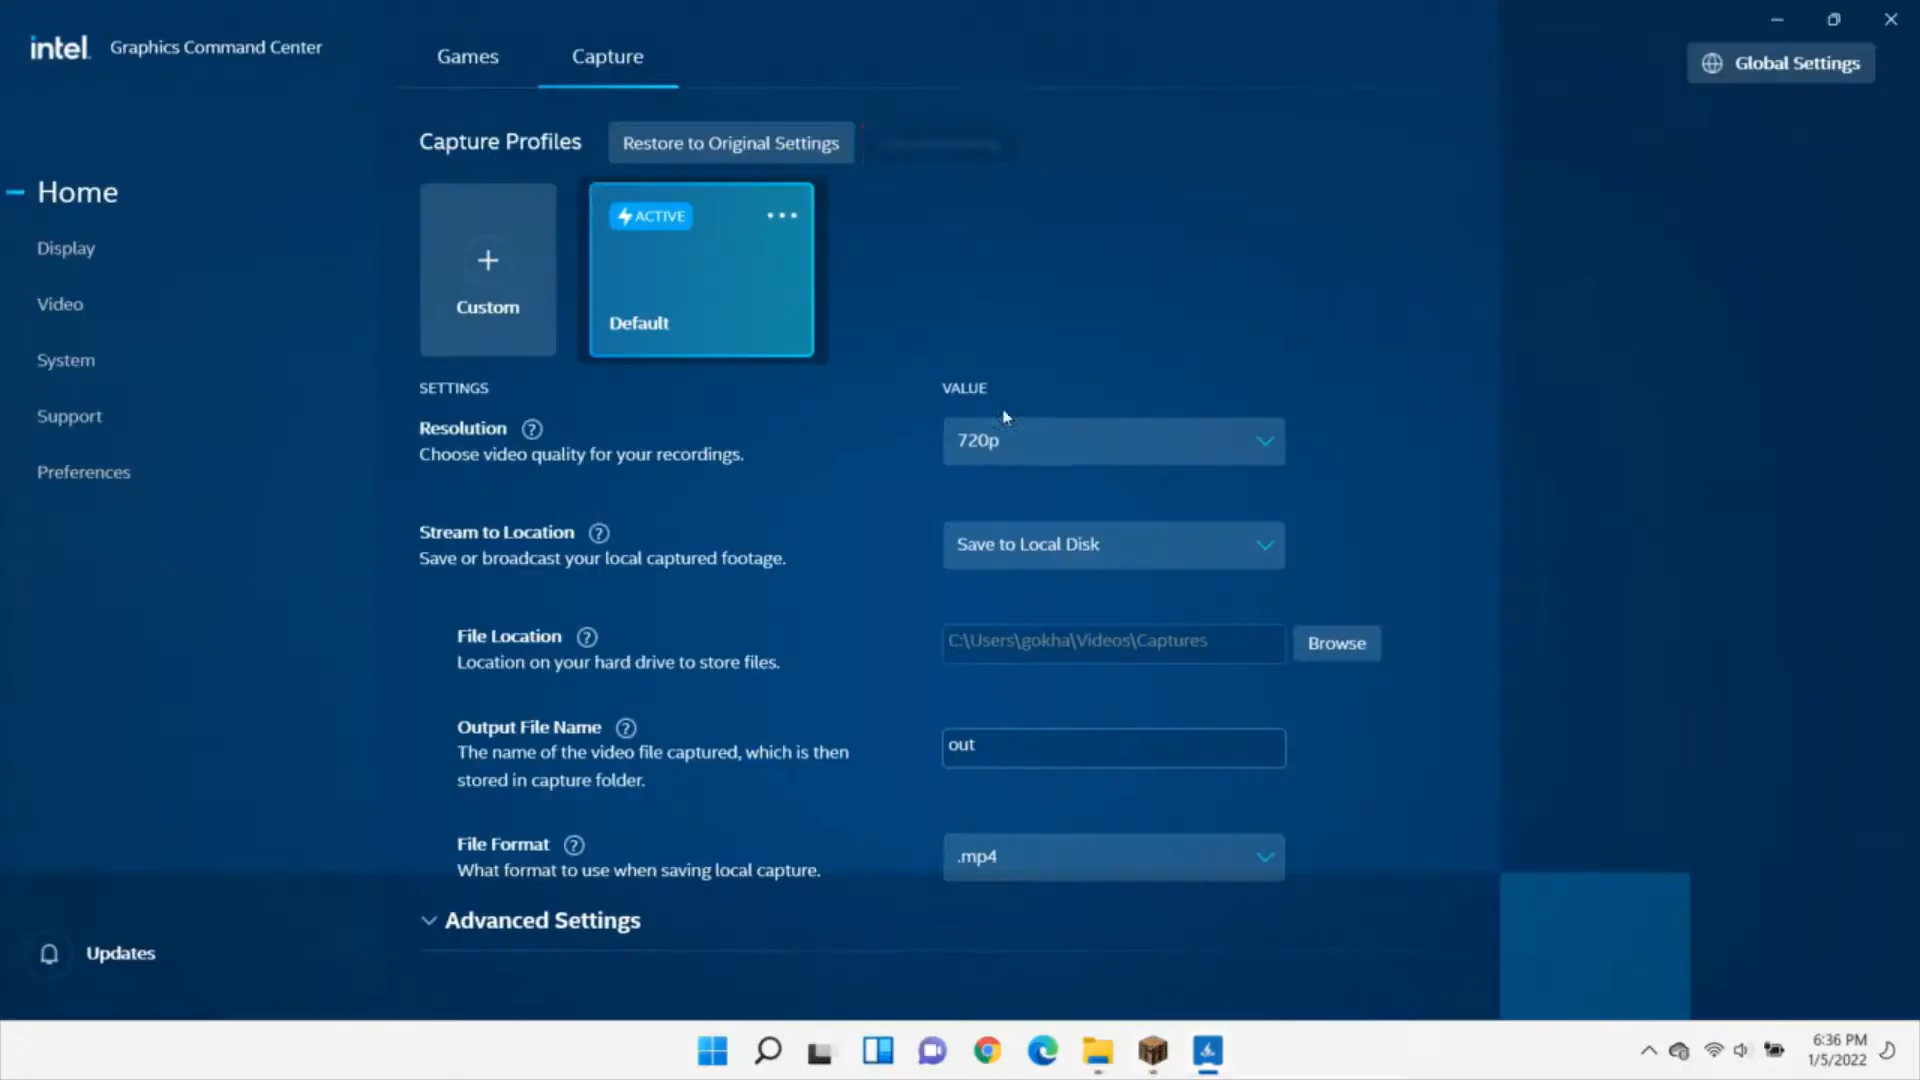 intel. Graphics Command Center
Games
Capture
Global Settings
Capture Profiles
Restore to Original Settings
Home
Display
Video
System
Support
Preferences
Updates
+
Custom
ACTIVE
Default
SETTINGS
VALUE
Resolution ?
Choose video quality for your recordings.
720p
Stream to Location ?
Save or broadcast your local captured footage.
Save to Local Disk
File Location ?
Location on your hard drive to store files.
C:\Users\gokha\Videos\Captures
Browse
Output File Name ?
The name of the video file captured, which is then
stored in capture folder.
out
File Format ?
What format to use when saving local capture.
.mp4
Advanced Settings
6:36 PM
1/5/2022